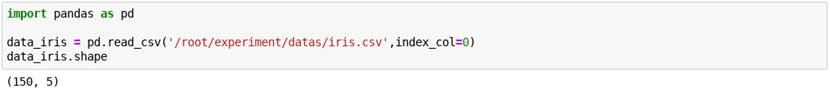 import pandas as pd
data_iris = pd.read_csv('/root/experiment/datas/iris.csv',index_col=0)
data_iris.shape
(150, 5)